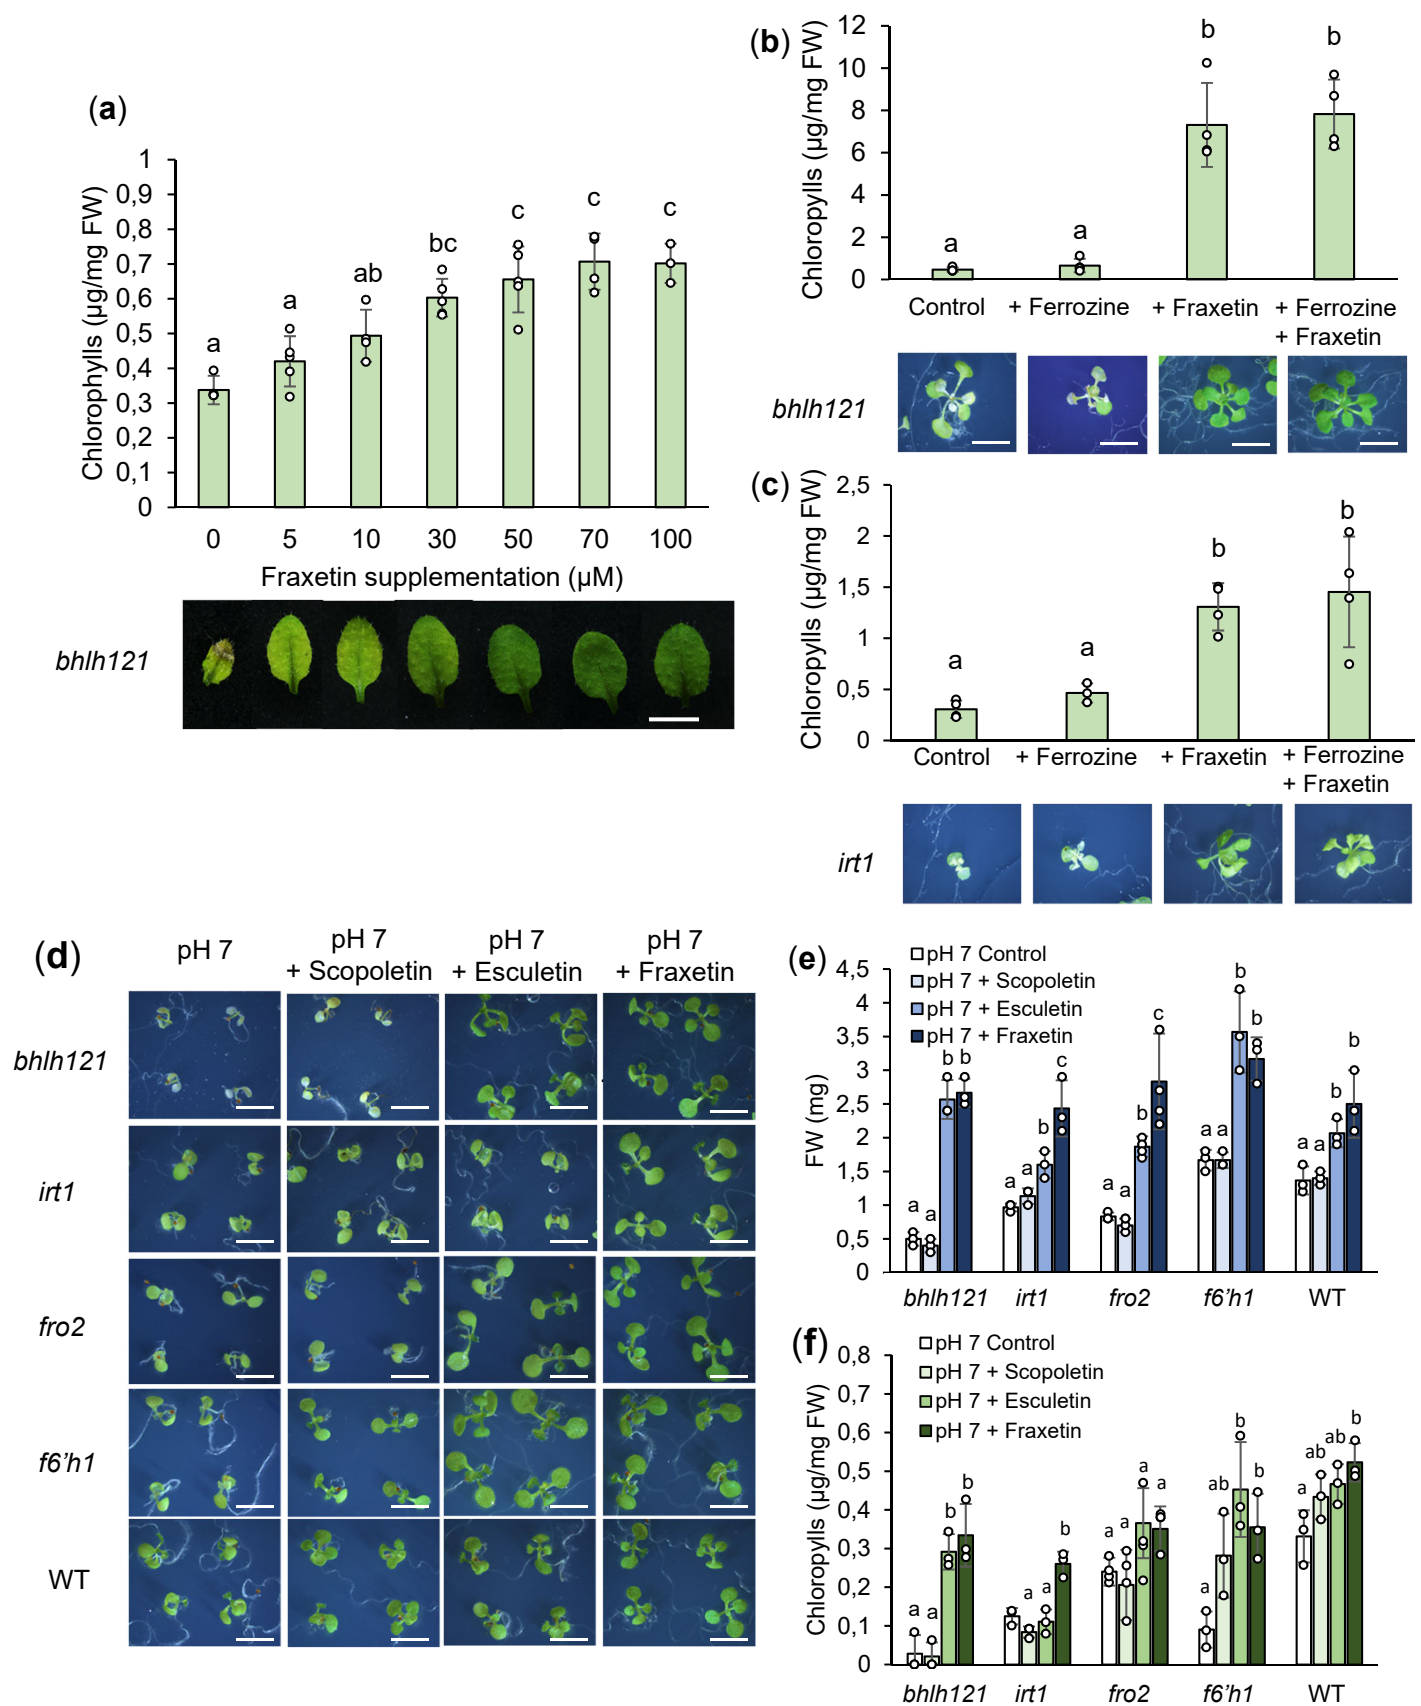 (a)
Chlorophylls (µg/mg FW)
1
0,9
0,8
0,7
0,6
0,5
0,4
0,3
0,2
0,1
0
a
a
ab
bc
c
c
c
0 5 10 30 50 70 100
Fraxetin supplementation (µM)
bhlh121
(b)
Chloropylls (µg/mg FW)
12
10
8
6
4
2
0
a
a
b
b
Control + Ferrozine + Fraxetin + Ferrozine
+ Fraxetin
bhlh121
(c)
Chloropylls (µg/mg FW)
2,5
2
1,5
1
0,5
0
a
a
b
b
Control + Ferrozine + Fraxetin + Ferrozine
+ Fraxetin
irt1
(d)
pH 7
pH 7
+ Scopoletin
pH 7
+ Esculetin
pH 7
+ Fraxetin
bhlh121
irt1
fro2
f6'h1
WT
(e)
pH 7 Control
pH 7 + Scopoletin
pH 7 + Esculetin
pH 7 + Fraxetin
FW (mg)
4,5
4
3,5
3
2,5
2
1,5
1
0,5
0
a a b b
a a b c
a a b c
a a b b
a a b b
bhlh121 irt1 fro2 f6'h1 WT
(f)
pH 7 Control
pH 7 + Scopoletin
pH 7 + Esculetin
pH 7 + Fraxetin
Chloropylls (µg/mg FW)
0,8
0,7
0,6
0,5
0,4
0,3
0,2
0,1
0
a a b b
a a b
a a a a
a ab b b
a ab ab b
bhlh121 irt1 fro2 f6'h1 WT